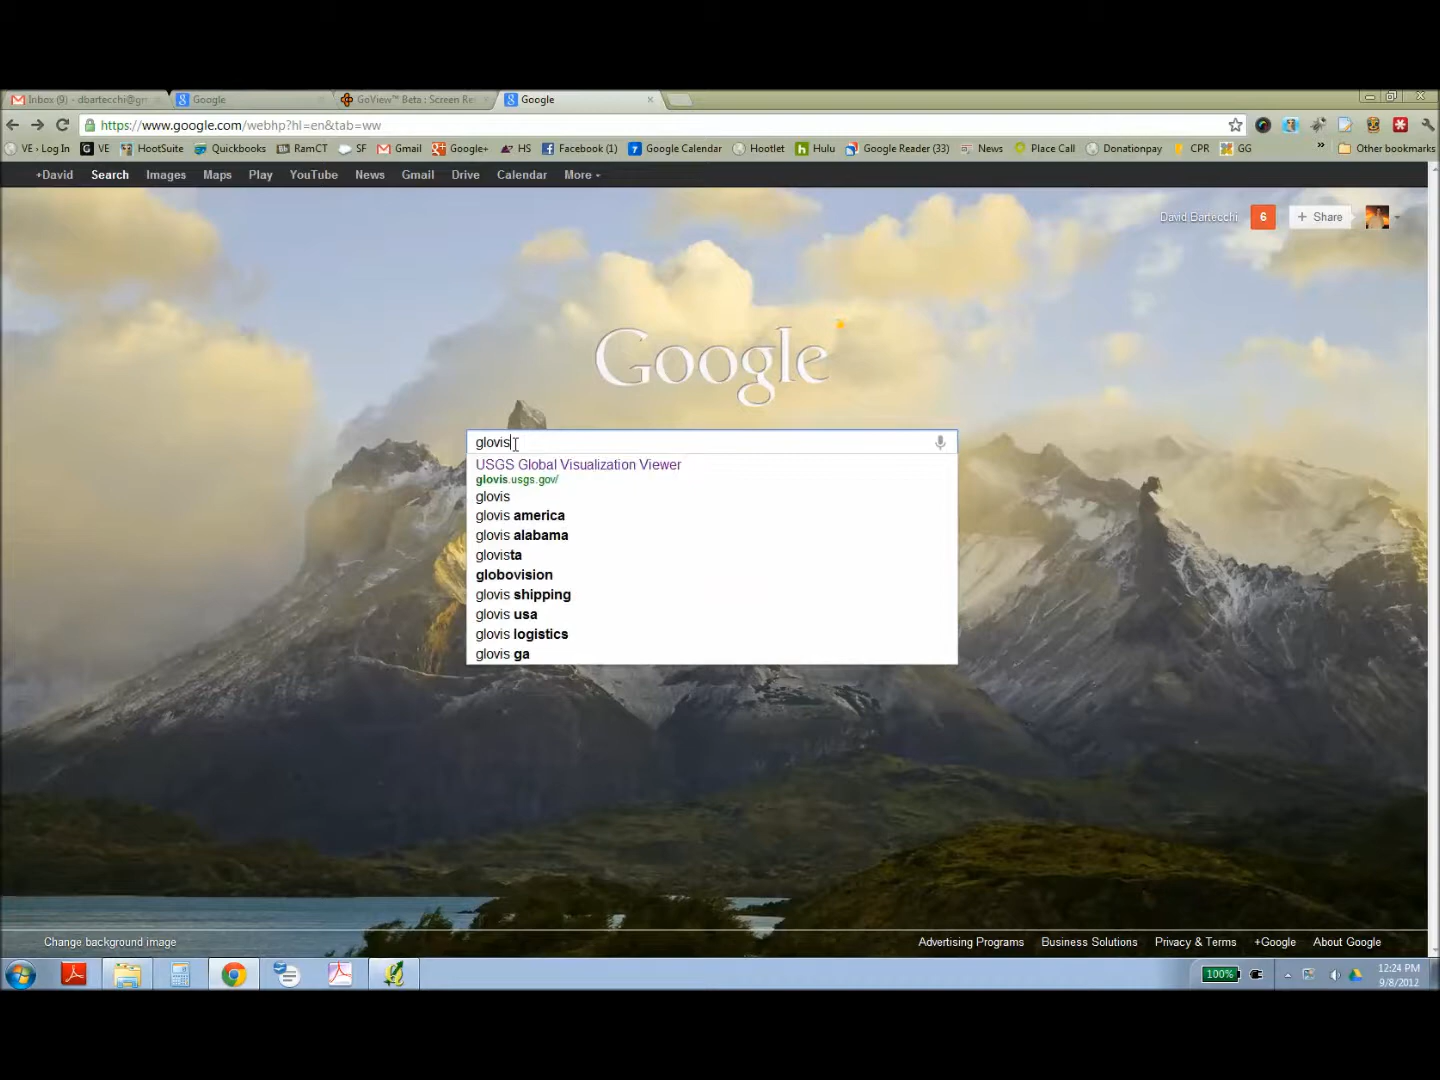 Inbox (9) - dbartecchi@gm
Google
GoView™ Beta : Screen Re
Google
https://www.google.com/webhp?hl=en&tab=ww
VE › Log In
VE
HootSuite
Quickbooks
RamCT
SF
Gmail
Google+
HS
Facebook (1)
Google Calendar
Hootlet
Hulu
Google Reader (33)
News
Place Call
Donationpay
CPR
GG
»
Other bookmarks
+David
Search
Images
Maps
Play
YouTube
News
Gmail
Drive
Calendar
More
David Bartecchi
6
+ Share
Google
glovis
USGS Global Visualization Viewer
glovis.usgs.gov/
glovis
glovis america
glovis alabama
glovista
globovision
glovis shipping
glovis usa
glovis logistics
glovis ga
Change background image
Advertising Programs
Business Solutions
Privacy & Terms
+Google
About Google
100%
12:24 PM
9/8/2012